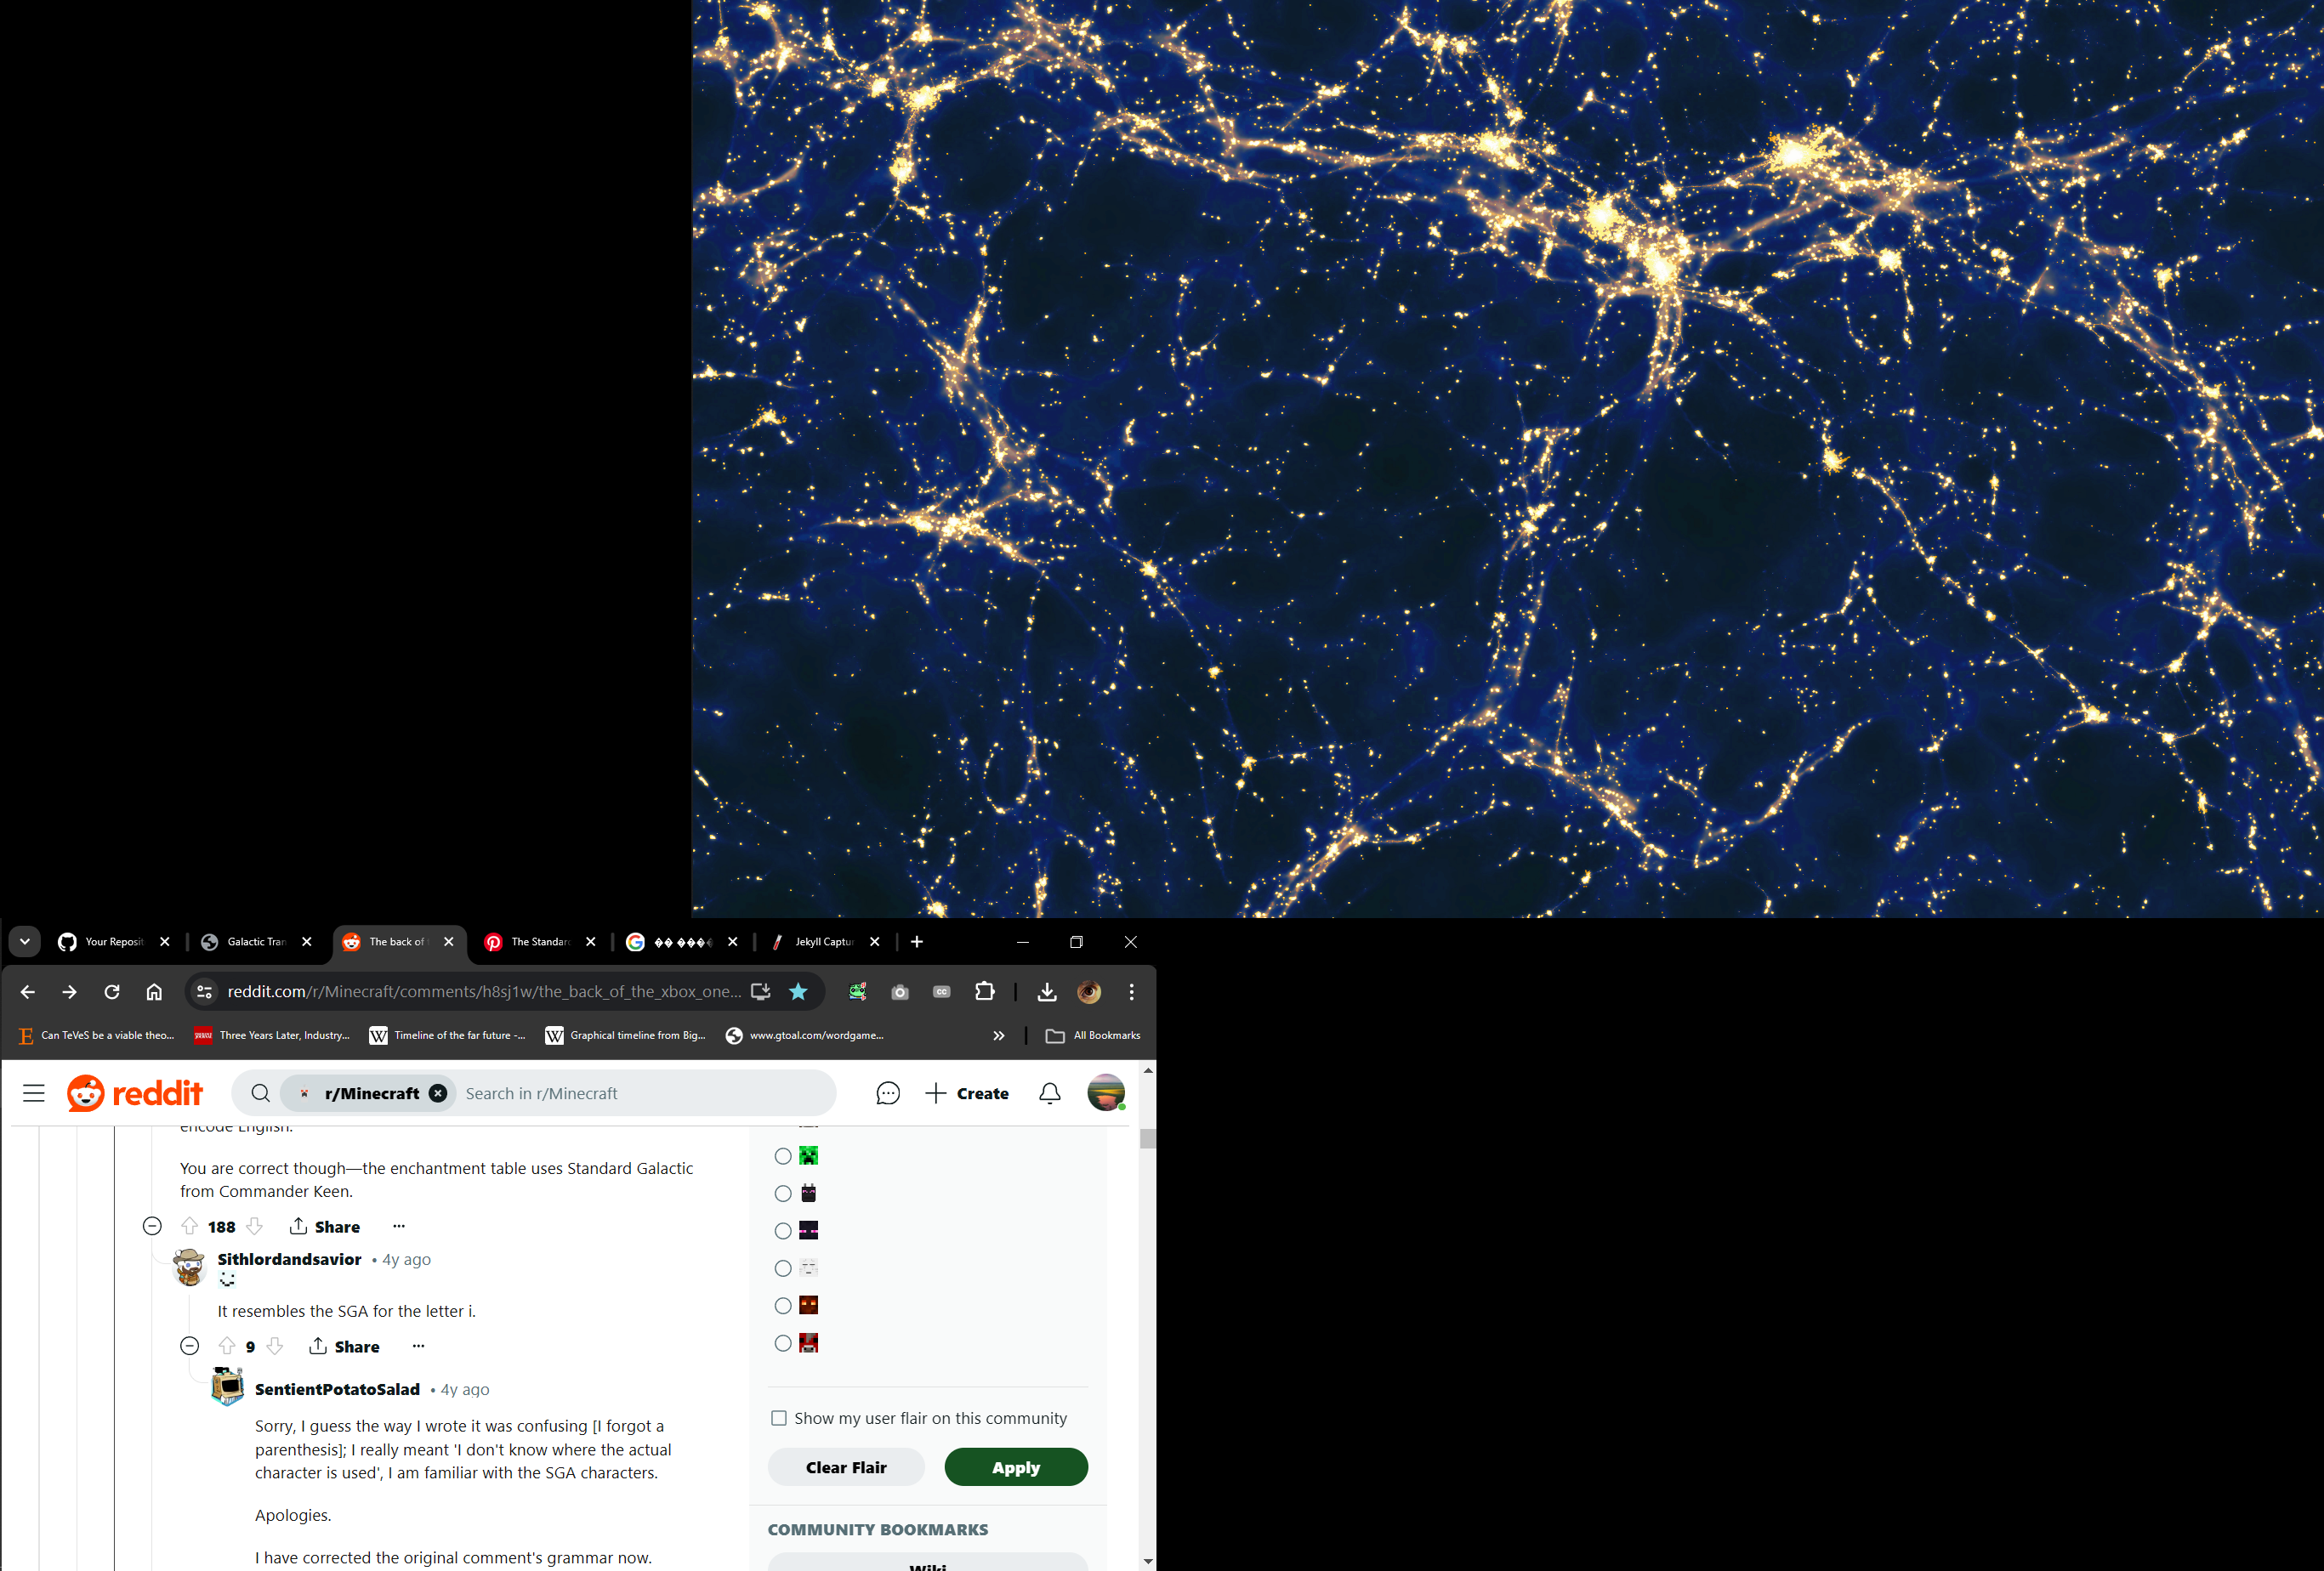 Your Reposit
Galactic Tran
The back of
The Standar
Jekyll Captu
reddit.com/r/Minecraft/comments/h8sj1w/the_back_of_the_xbox_one...
CC
Can TeVeS be a viable theo...
Three Years Later, Industry...
Timeline of the far future -...
Graphical timeline from Big...
www.gtoal.com/wordgame...
All Bookmarks
reddit
r/Minecraft
Search in r/Minecraft
Create
encode English.
You are correct though—the enchantment table uses Standard Galactic
from Commander Keen.
188
Share
Sithlordandsavior • 4y ago
It resembles the SGA for the letter i.
9
Share
SentientPotatoSalad • 4y ago
Sorry, I guess the way I wrote it was confusing [I forgot a
parenthesis]; I really meant 'I don't know where the actual
character is used', I am familiar with the SGA characters.
Apologies.
I have corrected the original comment's grammar now.
Show my user flair on this community
Clear Flair
Apply
COMMUNITY BOOKMARKS
Wiki